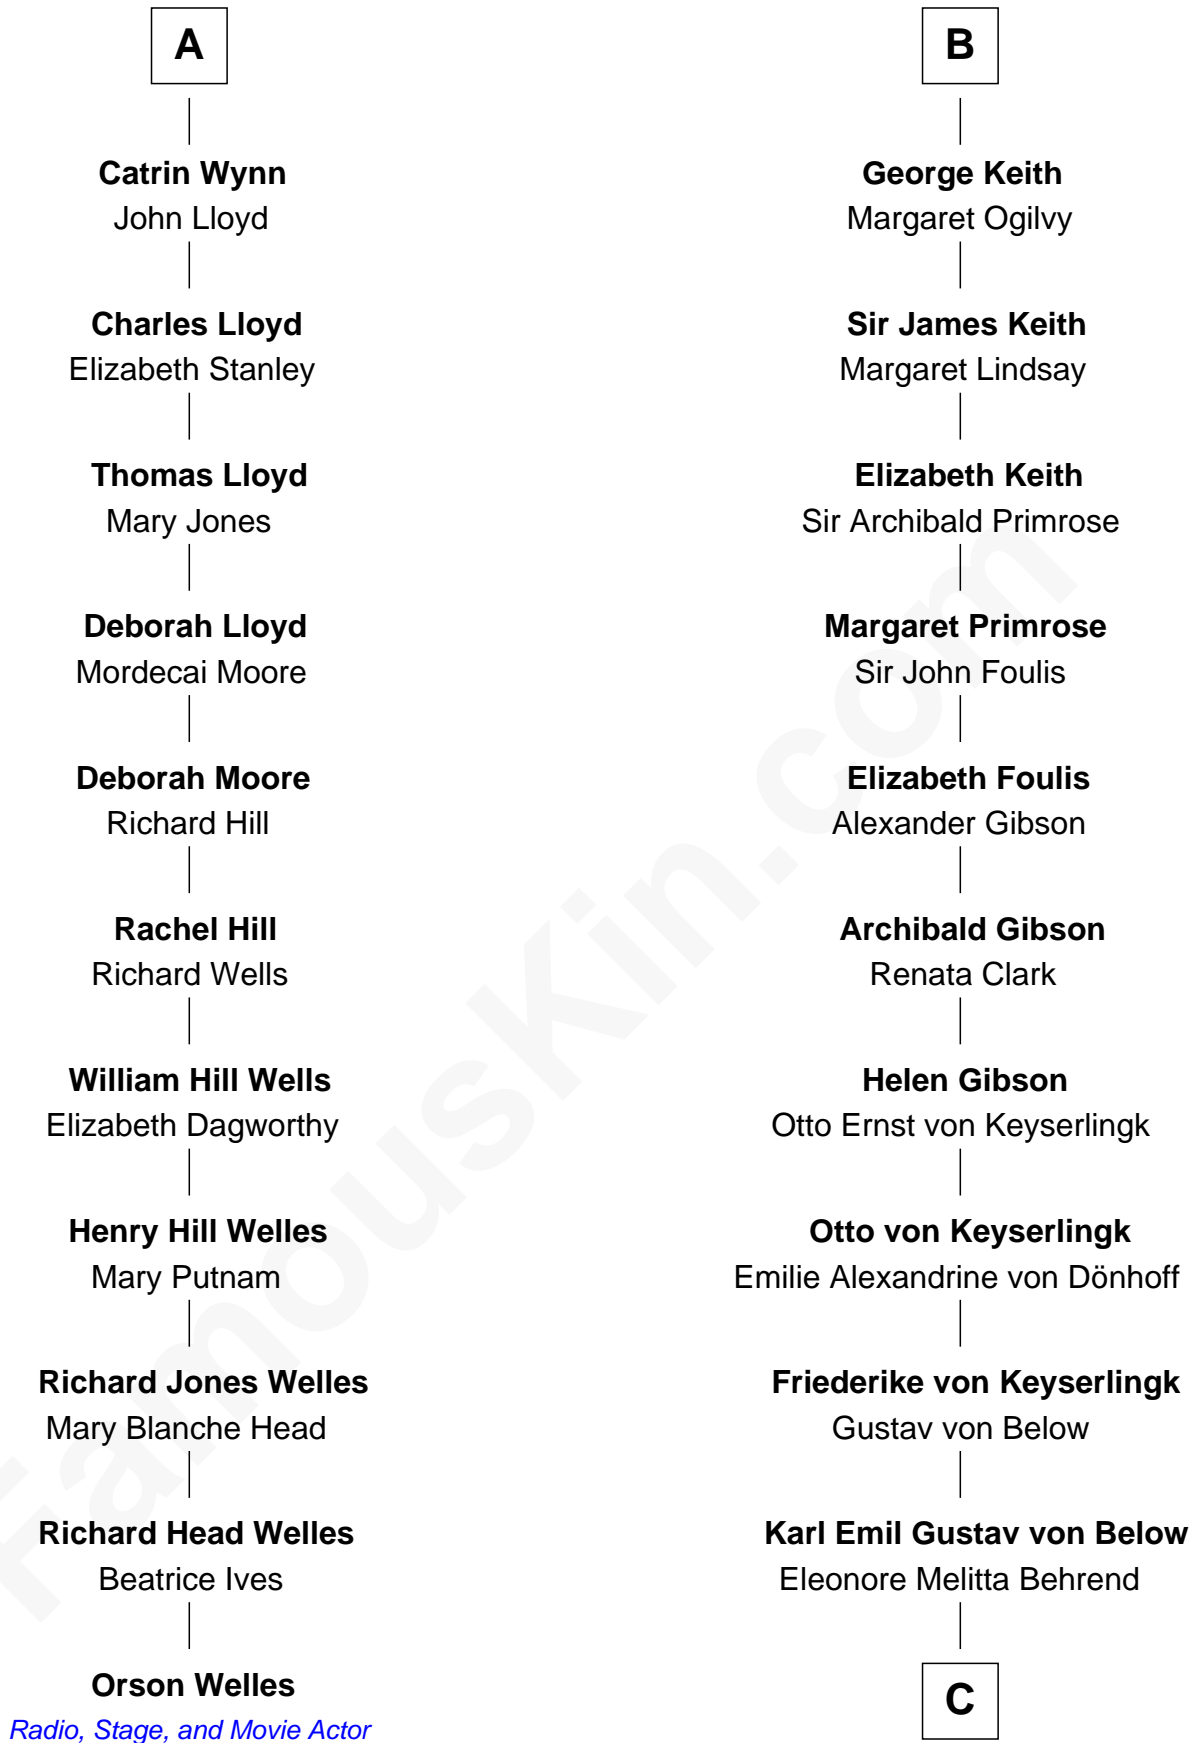 A
Catrin Wynn
John Lloyd
Charles Lloyd
Elizabeth Stanley
Thomas Lloyd
Mary Jones
Deborah Lloyd
Mordecai Moore
Deborah Moore
Richard Hill
Rachel Hill
Richard Wells
William Hill Wells
Elizabeth Dagworthy
Henry Hill Welles
Mary Putnam
Richard Jones Welles
Mary Blanche Head
Richard Head Welles
Beatrice Ives
Orson Welles
Radio, Stage, and Movie Actor
B
George Keith
Margaret Ogilvy
Sir James Keith
Margaret Lindsay
Elizabeth Keith
Sir Archibald Primrose
Margaret Primrose
Sir John Foulis
Elizabeth Foulis
Alexander Gibson
Archibald Gibson
Renata Clark
Helen Gibson
Otto Ernst von Keyserlingk
Otto von Keyserlingk
Emilie Alexandrine von Dönhoff
Friederike von Keyserlingk
Gustav von Below
Karl Emil Gustav von Below
Eleonore Melitta Behrend
C
FamousKin.com